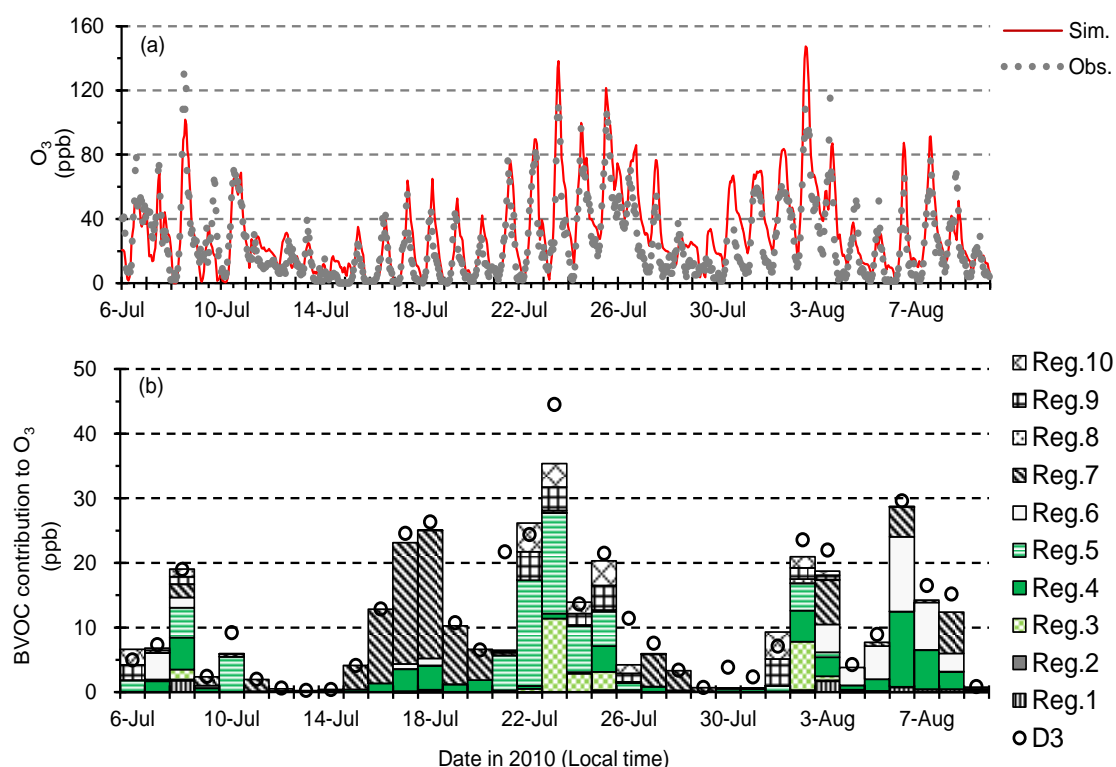 (a)
Sim.
Obs.
160
120
80
40
0
O3
(ppb)
6-Jul 10-Jul 14-Jul 18-Jul 22-Jul 26-Jul 30-Jul 3-Aug 7-Aug
(b)
50
40
30
20
10
0
BVOC contribution to O3
(ppb)
6-Jul 10-Jul 14-Jul 18-Jul 22-Jul 26-Jul 30-Jul 3-Aug 7-Aug
Date in 2010 (Local time)
Reg.10
Reg.9
Reg.8
Reg.7
Reg.6
Reg.5
Reg.4
Reg.3
Reg.2
Reg.1
D3